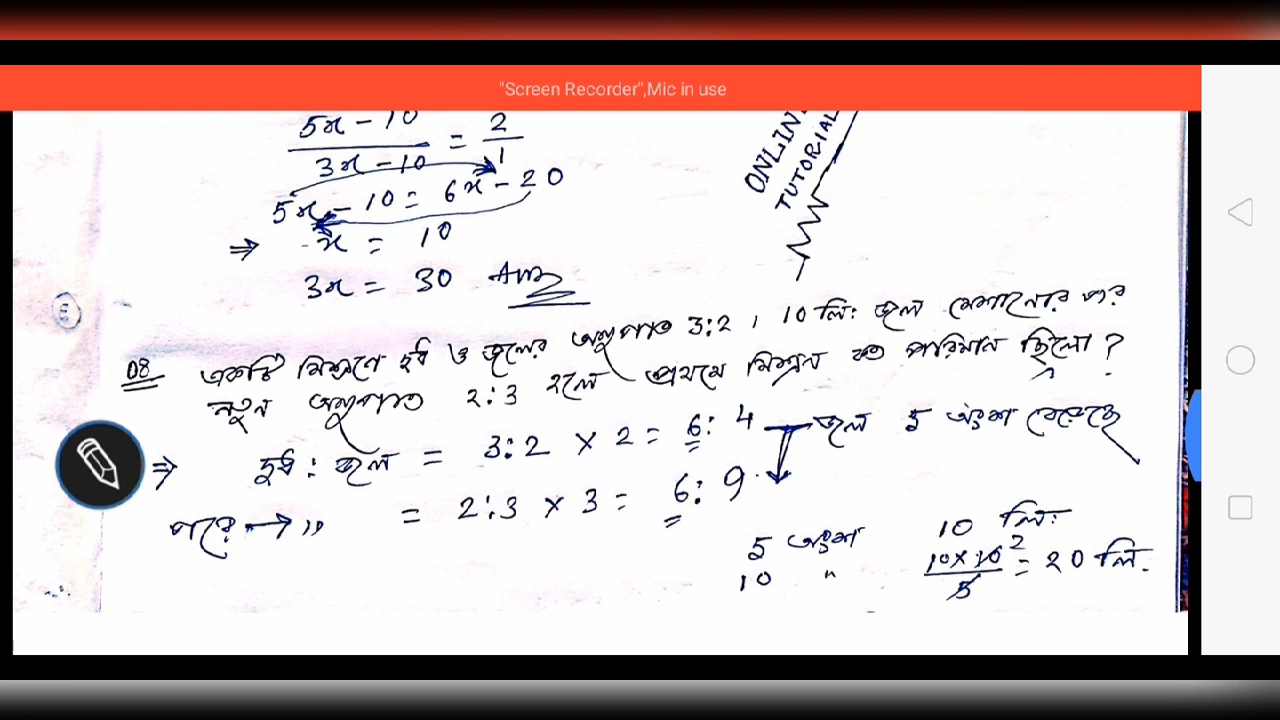 "Screen Recorder",Mic in use
5x - 10 / 3x - 10 = 2 / 1
5x - 10 = 6x - 20
⇒ x = 10
3x = 30 Ans
ONLINE
TUTORIAL
E
08 একটি মিশ্রণে দুধ ও জলের অনুপাত 3:2, 10 লি: জল মেশানোর পর
নতুন অনুপাত 2:3 হলে প্রথমে মিশ্রন কত পরিমান ছিলো?
⇒ দুধ : জল = 3:2 × 2 = 6: 4 জল 5 অংশ বেড়েছে
পরে → " = 2:3 × 3 = 6: 9
5 অংশ 10 লি:
10 " 10 × 10 / 5 2 = 20 লি.